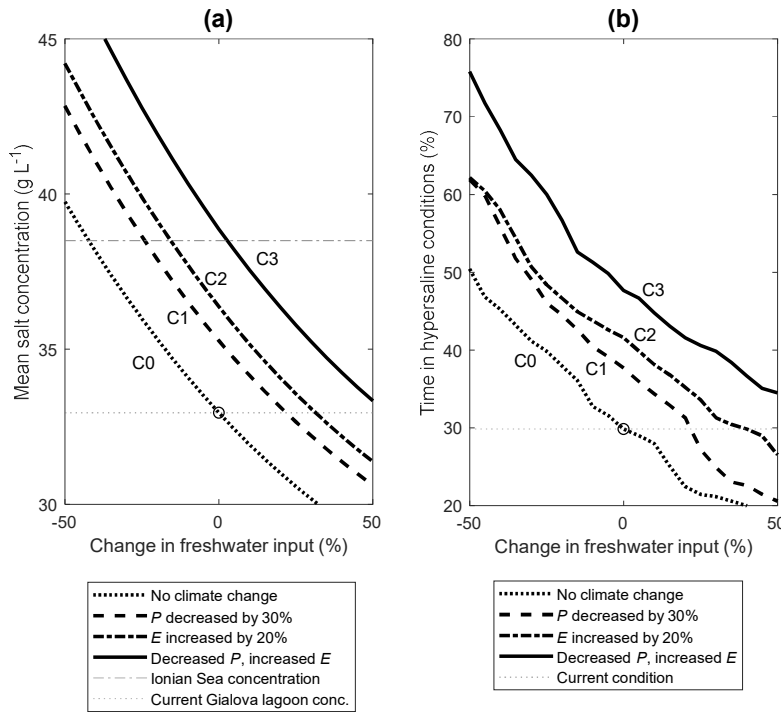 (a)
Mean salt concentration (g L-1)
45
40
35
30
-50
0
50
C0
C1
C2
C3
Change in freshwater input (%)
No climate change
P decreased by 30%
E increased by 20%
Decreased P, increased E
Ionian Sea concentration
Current Gialova lagoon conc.
(b)
Time in hypersaline conditions (%)
80
70
60
50
40
30
20
-50
0
50
C0
C1
C2
C3
Change in freshwater input (%)
No climate change
P decreased by 30%
E increased by 20%
Decreased P, increased E
Current condition